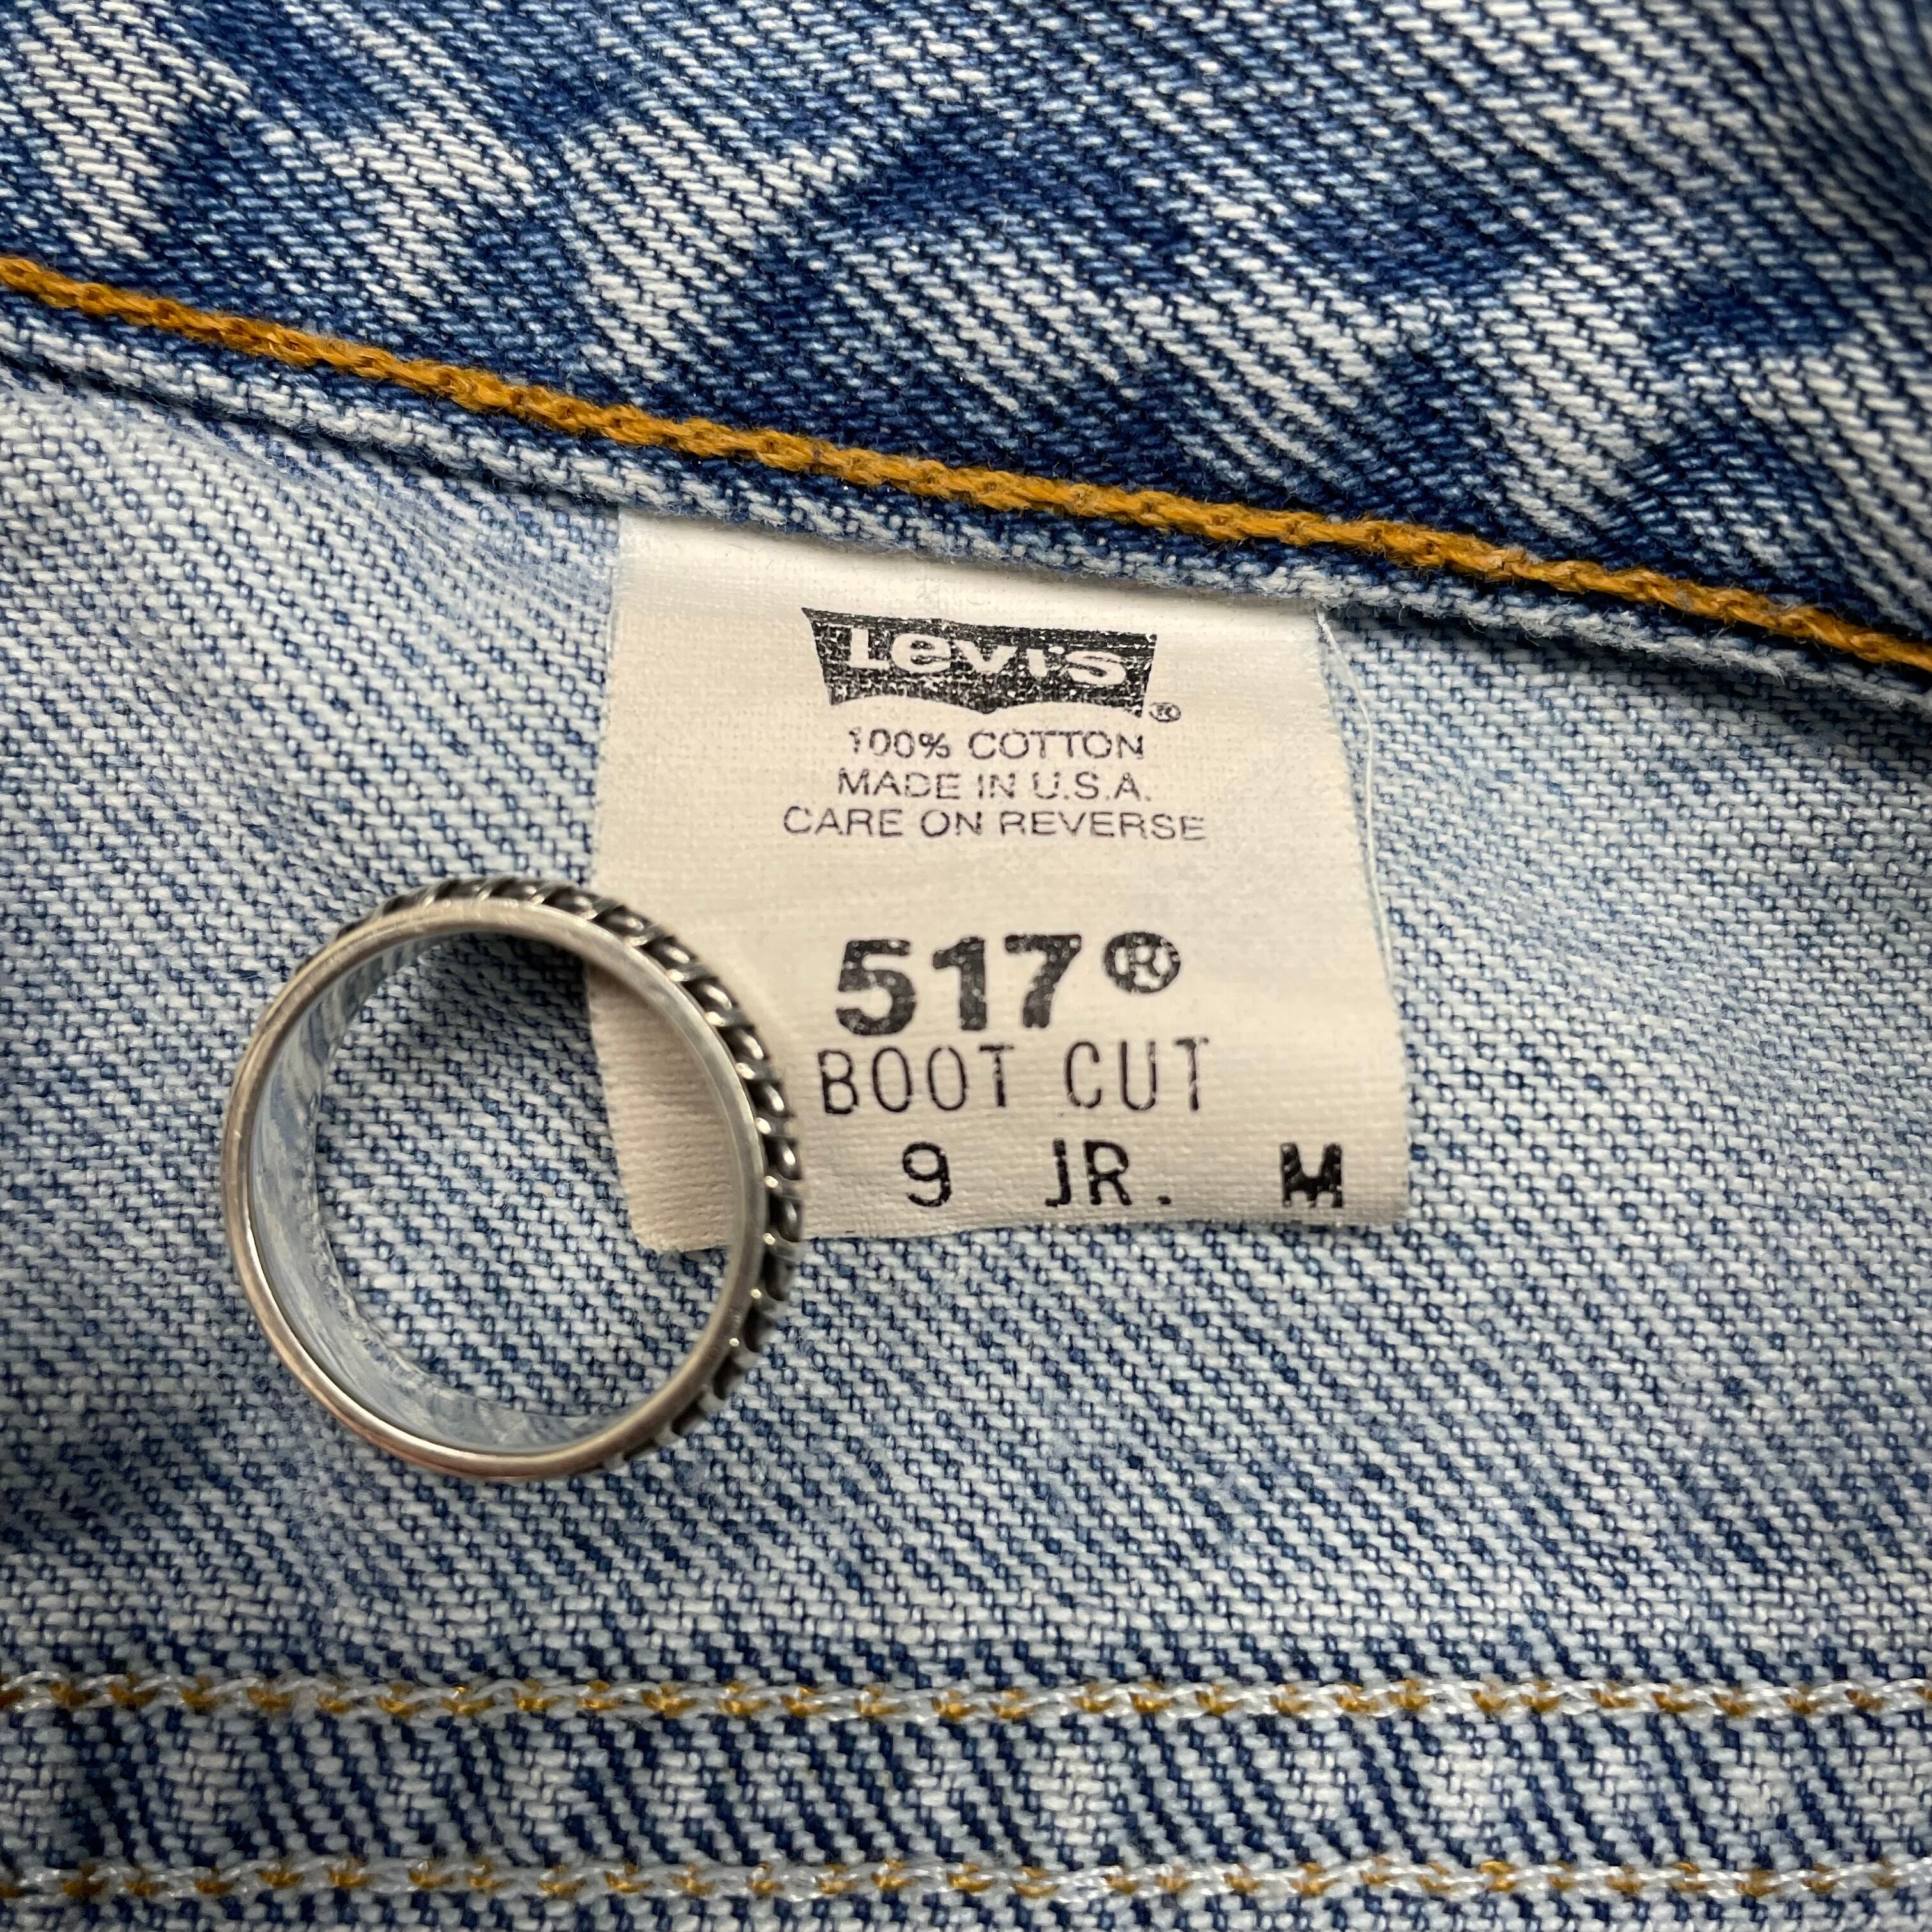 Levi's ®
100% COTTON
MADE IN U.S.A.
CARE ON REVERSE
517®
BOOT CUT
9 JR. M